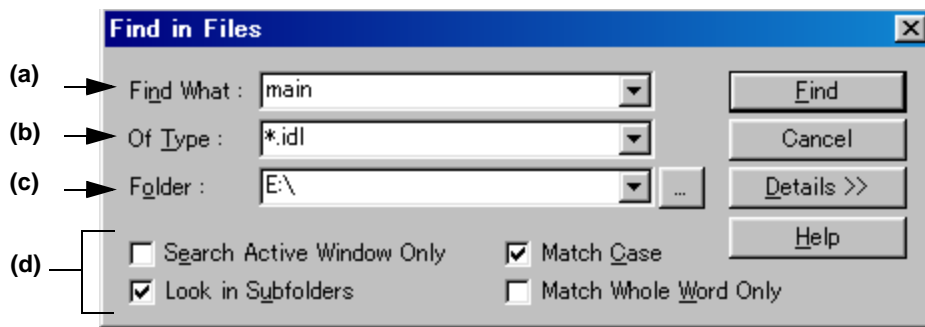 Find in Files
(a) Find What : main Find
(b) Of Type : *.idl Cancel
(c) Folder : E:\ ... Details >>
Help
(d) Search Active Window Only Match Case
Look in Subfolders Match Whole Word Only